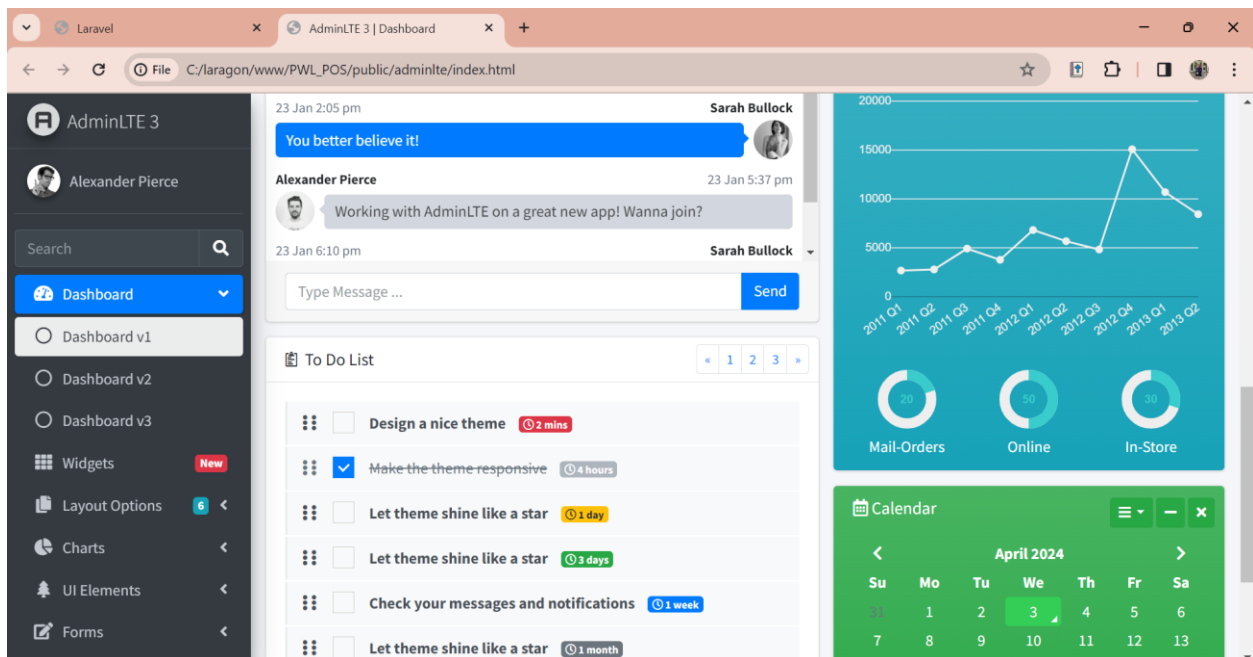 Laravel
AdminLTE 3 | Dashboard
File C:/laragon/www/PWL_POS/public/adminlte/index.html
AdminLTE 3
Alexander Pierce
Search
Dashboard
Dashboard v1
Dashboard v2
Dashboard v3
Widgets New
Layout Options 6
Charts
UI Elements
Forms
23 Jan 2:05 pm Sarah Bullock
You better believe it!
Alexander Pierce 23 Jan 5:37 pm
Working with AdminLTE on a great new app! Wanna join?
23 Jan 6:10 pm Sarah Bullock
Type Message ... Send
To Do List « 1 2 3 »
Design a nice theme 2 mins
Make the theme responsive 4 hours
Let theme shine like a star 1 day
Let theme shine like a star 3 days
Check your messages and notifications 1 week
Let theme shine like a star 1 month
20000
15000
10000
5000
0
2011 Q1 2011 Q2 2011 Q3 2011 Q4 2012 Q1 2012 Q2 2012 Q3 2012 Q4 2013 Q1 2013 Q2
20 50 30
Mail-Orders Online In-Store
Calendar
April 2024
Su Mo Tu We Th Fr Sa
31 1 2 3 4 5 6
7 8 9 10 11 12 13